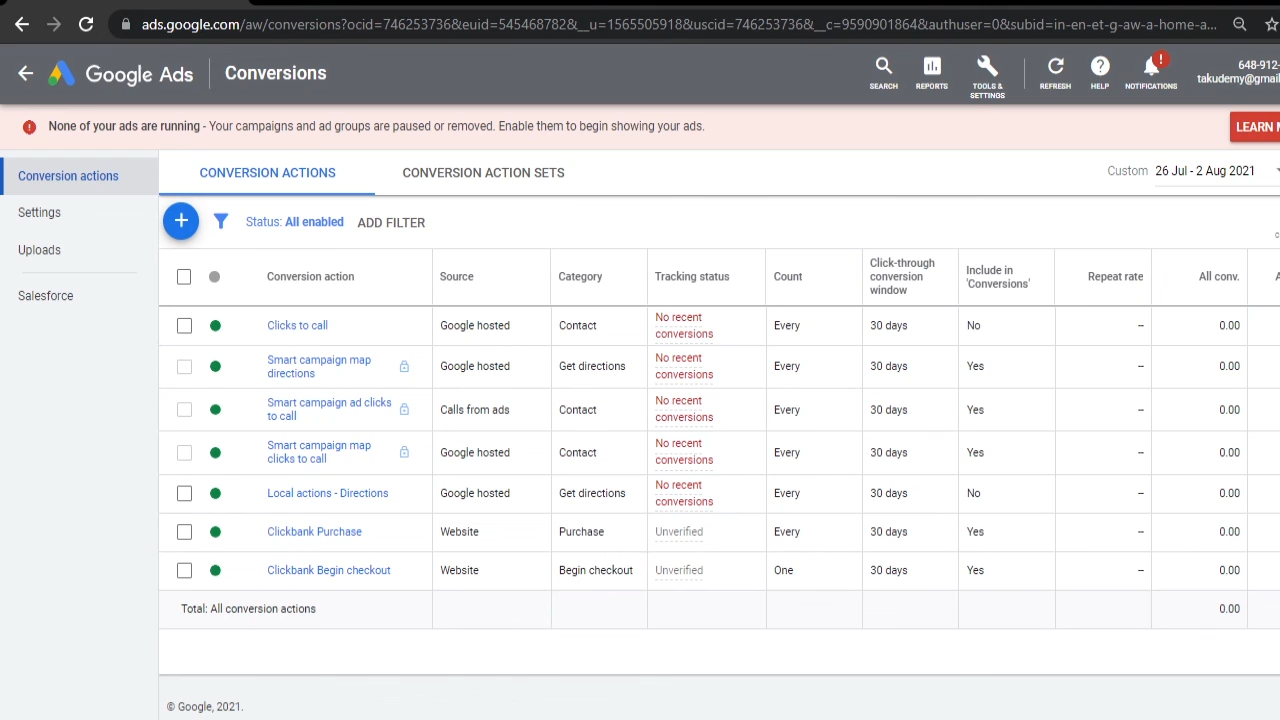 ads.google.com/aw/conversions?ocid=746253736&euid=545468782&__u=1565505918&uscid=746253736&__c=9590901864&authuser=0&subid=in-en-et-g-aw-a-home-a...
Google Ads
Conversions
SEARCH
REPORTS
TOOLS &
SETTINGS
REFRESH
HELP
!
NOTIFICATIONS
648-912-
takudemy@gmail
None of your ads are running - Your campaigns and ad groups are paused or removed. Enable them to begin showing your ads.
LEARN
Conversion actions
Settings
Uploads
Salesforce
CONVERSION ACTIONS
CONVERSION ACTION SETS
Custom 26 Jul - 2 Aug 2021
Status: All enabled
ADD FILTER
Conversion action
Source
Category
Tracking status
Count
Click-through
conversion
window
Include in
'Conversions'
Repeat rate
All conv.
Clicks to call Google hosted Contact No recent conversions Every 30 days No – 0.00
Smart campaign map directions Google hosted Get directions No recent conversions Every 30 days Yes – 0.00
Smart campaign ad clicks to call Calls from ads Contact No recent conversions Every 30 days Yes – 0.00
Smart campaign map clicks to call Google hosted Contact No recent conversions Every 30 days Yes – 0.00
Local actions - Directions Google hosted Get directions No recent conversions Every 30 days No – 0.00
Clickbank Purchase Website Purchase Unverified Every 30 days Yes – 0.00
Clickbank Begin checkout Website Begin checkout Unverified One 30 days Yes – 0.00
Total: All conversion actions 0.00
© Google, 2021.